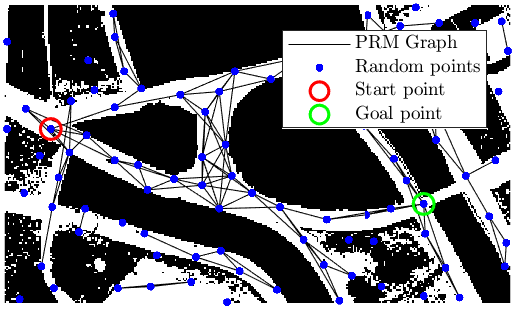 PRM Graph
Random points
Start point
Goal point